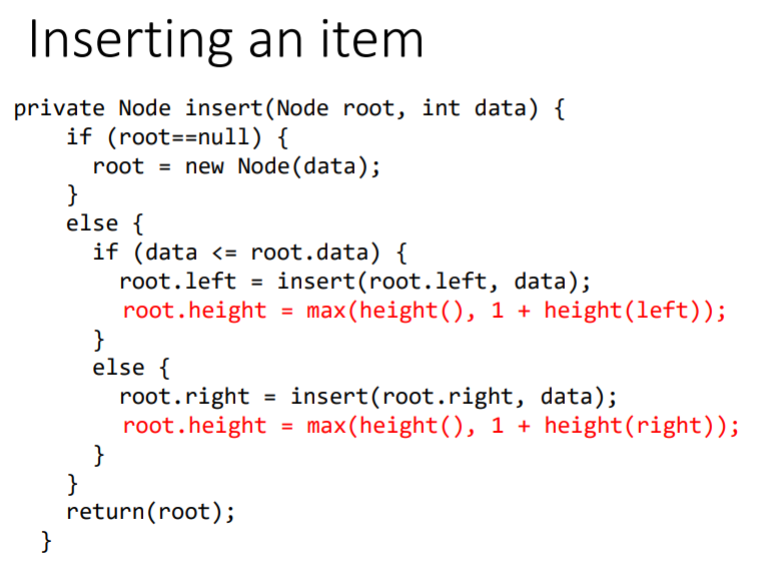 Inserting an item
private Node insert(Node root, int data) {
if (root==null) {
root = new Node(data);
}
else {
if (data <= root.data) {
root.left = insert(root.left, data);
root.height = max(height(), 1 + height(left));
}
else {
root.right = insert(root.right, data);
root.height = max(height(), 1 + height(right));
}
}
return(root);
}